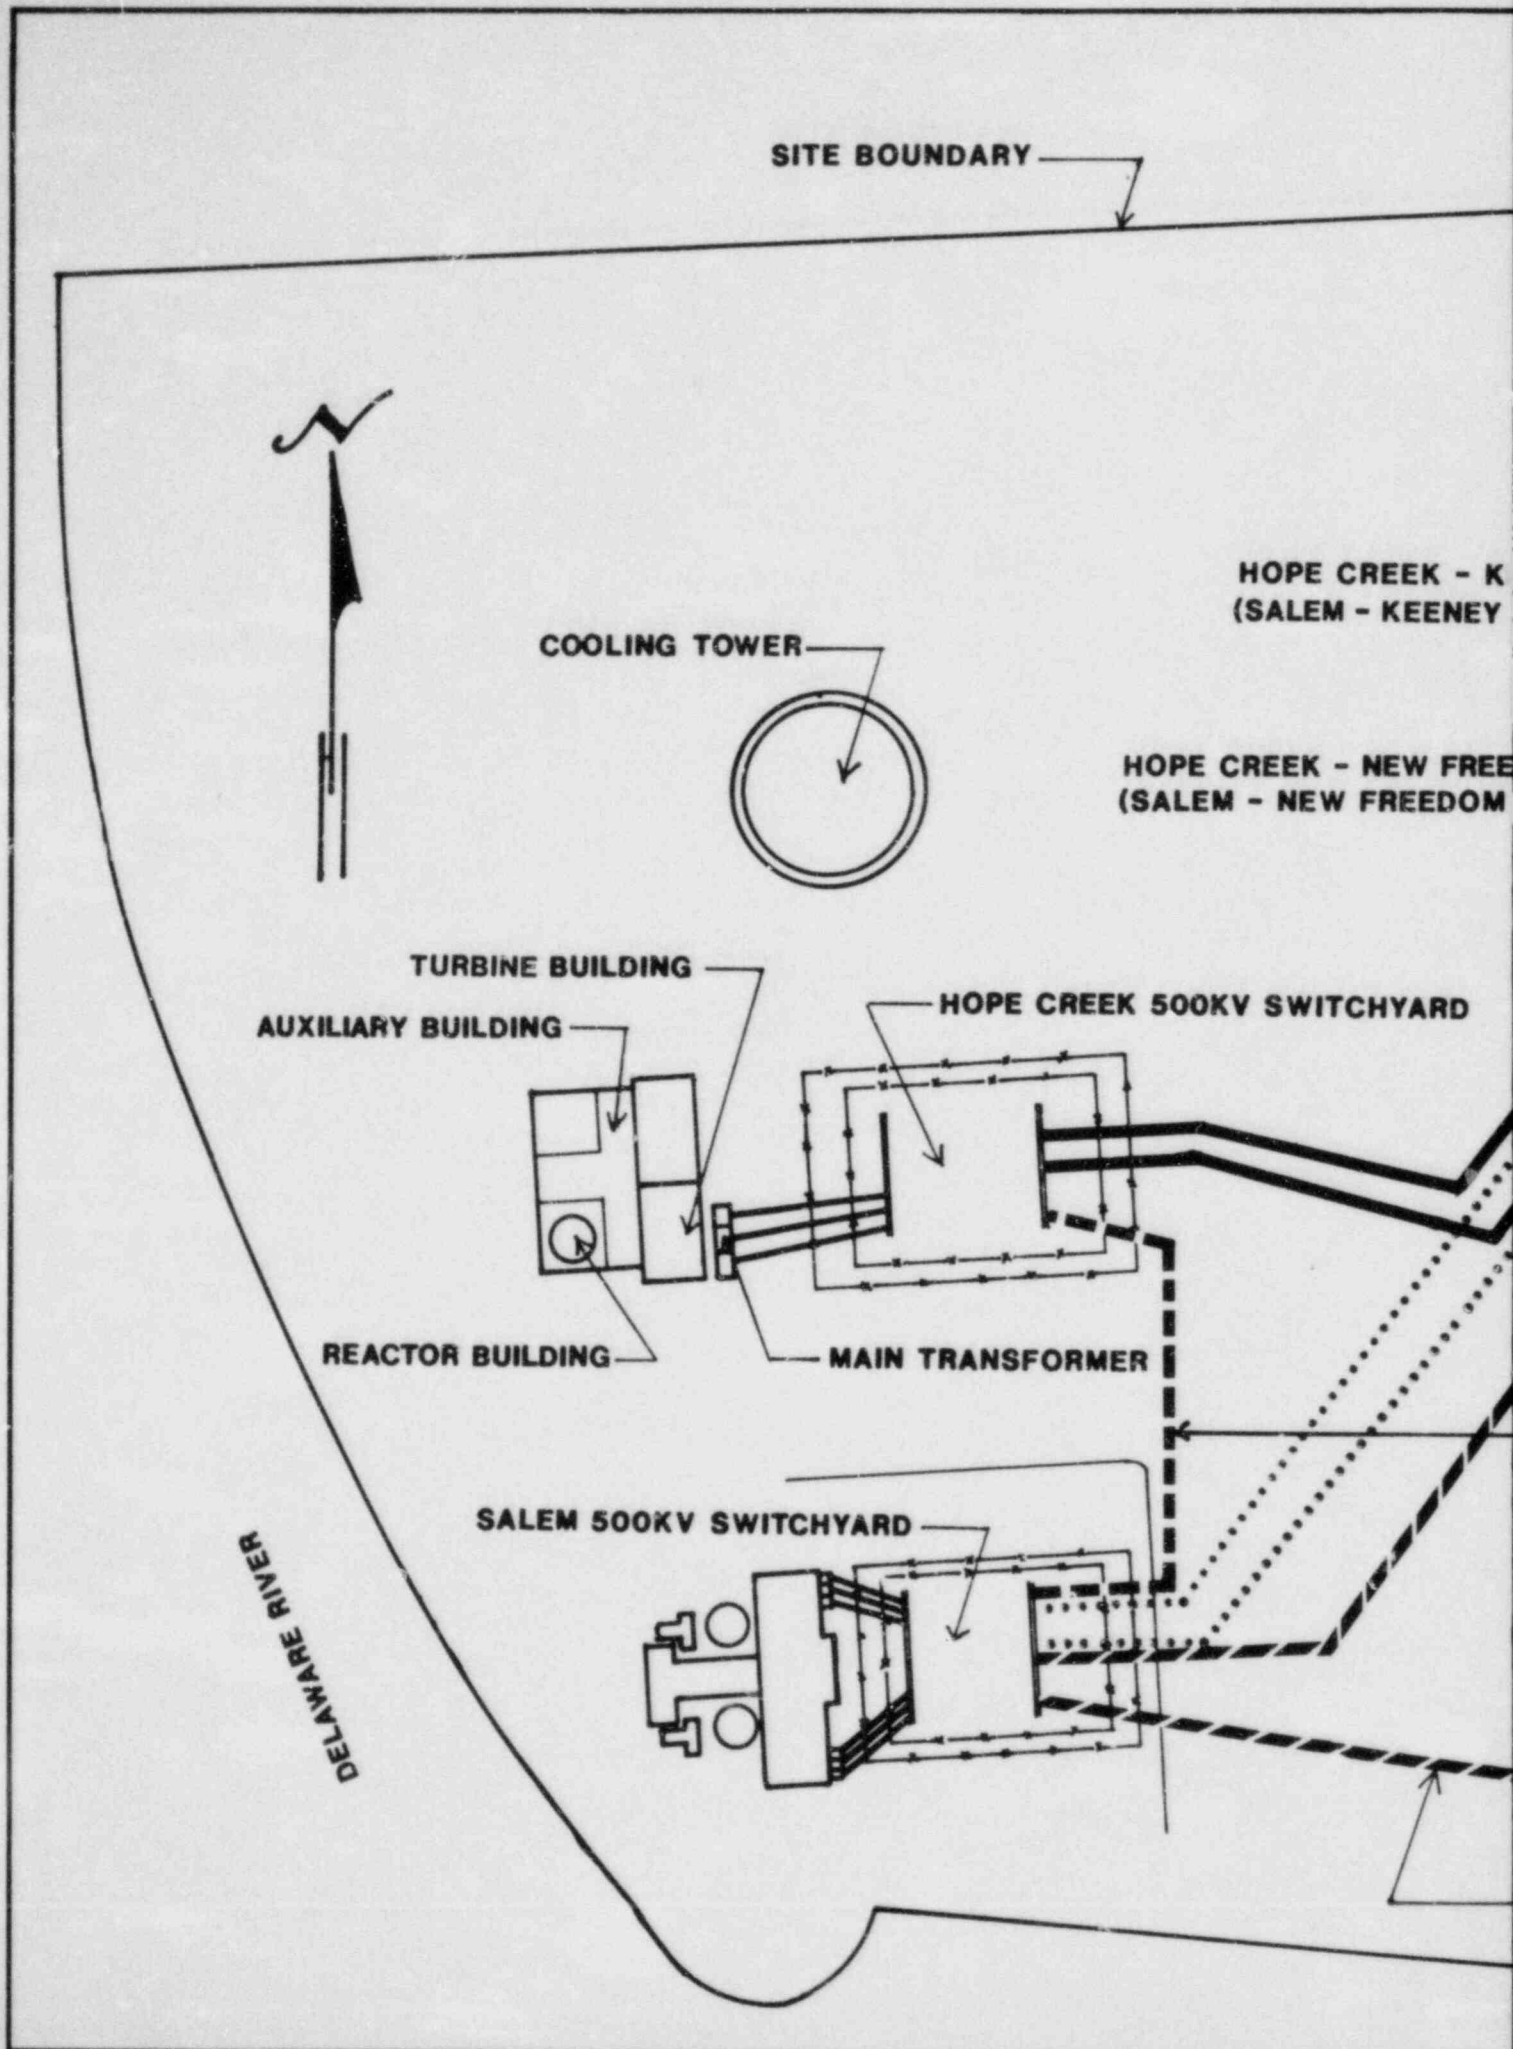 SITE BOUNDARY
N
HOPE CREEK - K
(SALEM - KEENEY
COOLING TOWER
HOPE CREEK - NEW FREE
(SALEM - NEW FREEDOM
TURBINE BUILDING
HOPE CREEK 500KV SWITCHYARD
AUXILIARY BUILDING
REACTOR BUILDING
MAIN TRANSFORMER
SALEM 500KV SWITCHYARD
DELAWARE RIVER